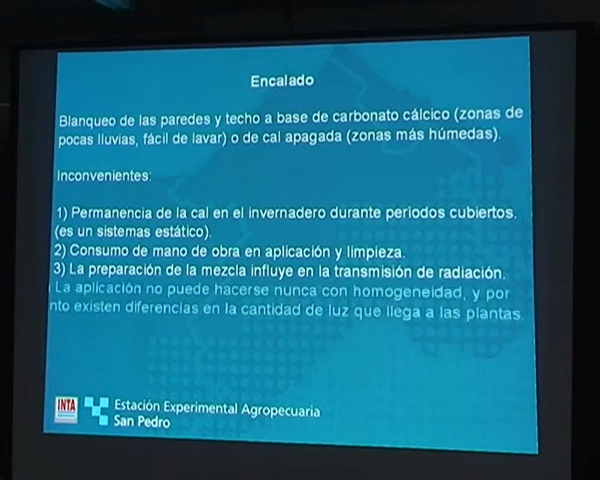 Encalado
Blanqueo de las paredes y techo a base de carbonato cálcico (zonas de
pocas lluvias, fácil de lavar) o de cal apagada (zonas más húmedas).
Inconvenientes:
1) Permanencia de la cal en el invernadero durante periodos cubiertos.
(es un sistemas estático).
2) Consumo de mano de obra en aplicación y limpieza.
3) La preparación de la mezcla influye en la transmisión de radiación.
La aplicación no puede hacerse nunca con homogeneidad, y por
nto existen diferencias en la cantidad de luz que llega a las plantas.
INTA
Estación Experimental Agropecuaria
San Pedro